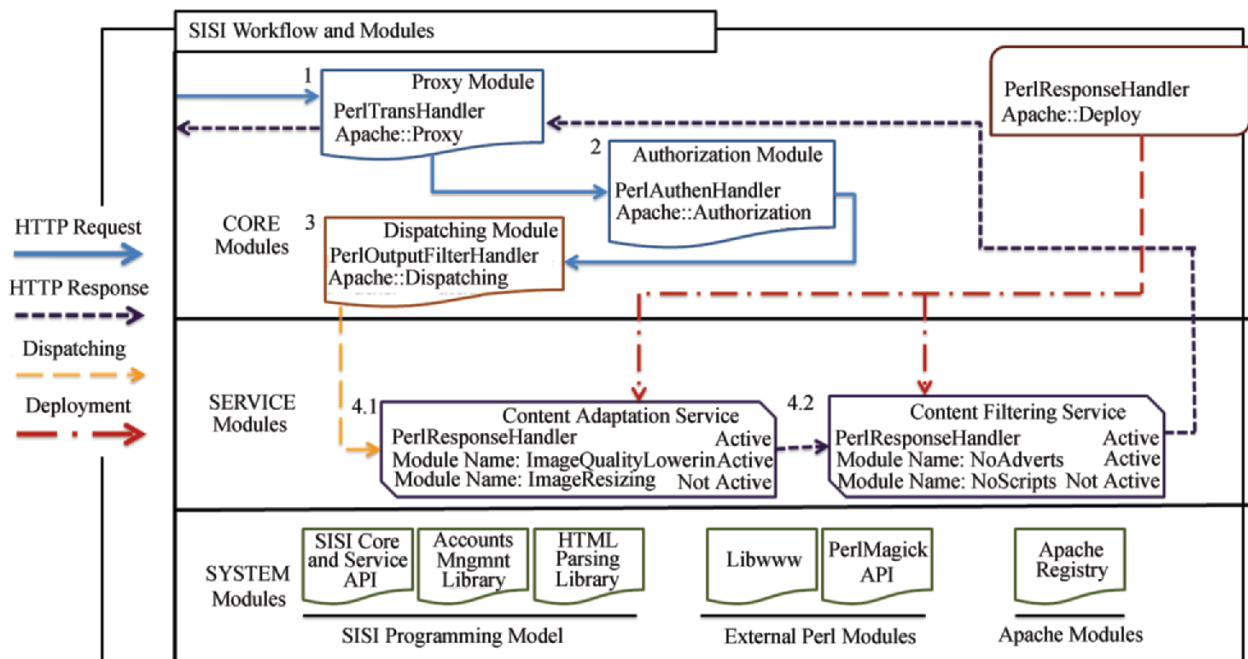 SISI Workflow and Modules
1
Proxy Module
PerlTransHandler
Apache::Proxy
PerlResponseHandler
Apache::Deploy
2
Authorization Module
PerlAuthenHandler
Apache::Authorization
CORE
Modules
3
Dispatching Module
PerlOutputFilterHandler
Apache::Dispatching
HTTP Request
HTTP Response
Dispatching
Deployment
SERVICE
Modules
4.1
Content Adaptation Service
PerlResponseHandler Active
Module Name: ImageQualityLowerinActive
Module Name: ImageResizing Not Active
4.2
Content Filtering Service
PerlResponseHandler Active
Module Name: NoAdverts Active
Module Name: NoScripts Not Active
SYSTEM
Modules
SISI Core
and Service
API
Accounts
Mngmnt
Library
HTML
Parsing
Library
SISI Programming Model
Libwww
PerlMagick
API
External Perl Modules
Apache
Registry
Apache Modules